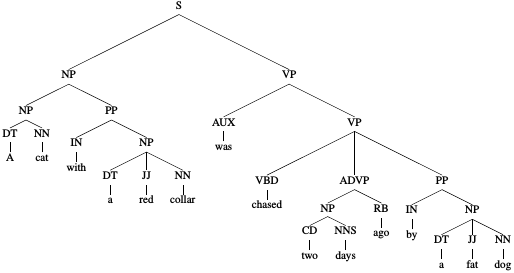 S
NP VP
NP PP AUX VP
DT NN IN NP was
A cat with VBD ADVP PP
DT JJ NN chased NP RB IN NP
a red collar CD NNS ago by DT JJ NN
two days a fat dog